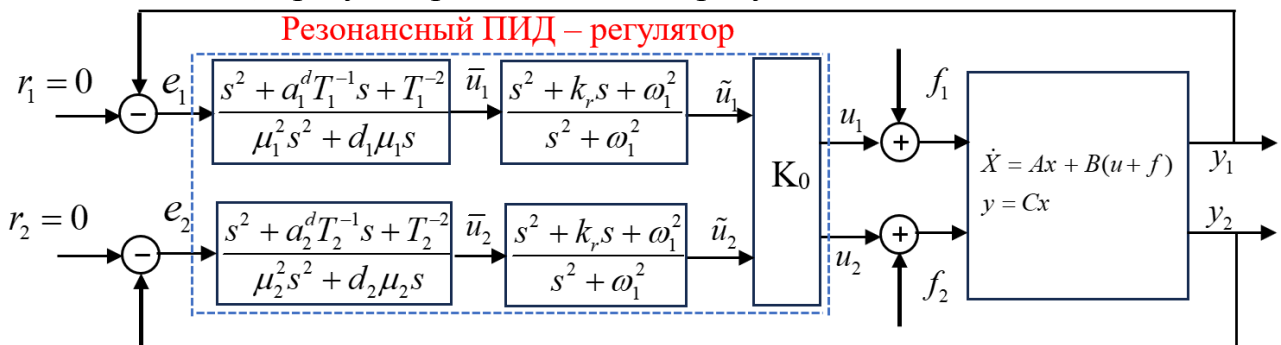 Резонансный ПИД – регулятор
r₁ = 0
e₁
s² + a₁ᵈT₁⁻¹s + T₁⁻²
μ₁²s² + d₁μ₁s
ū₁
s² + kᵣs + ω₁²
s² + ω₁²
ũ₁
K₀
u₁
f₁
Ẋ = Ax + B(u + f)
y = Cx
y₁
r₂ = 0
e₂
s² + a₂ᵈT₂⁻¹s + T₂⁻²
μ₂²s² + d₂μ₂s
ū₂
s² + kᵣs + ω₁²
s² + ω₁²
ũ₂
u₂
f₂
y₂